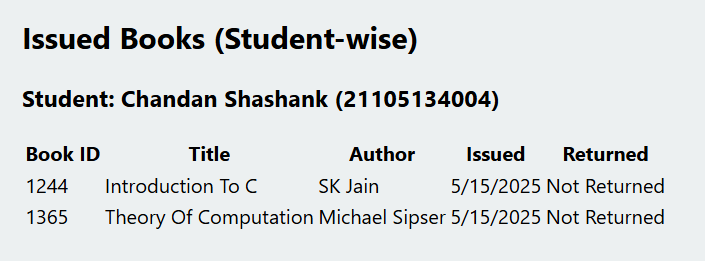 Issued Books (Student-wise)
Student: Chandan Shashank (21105134004)
Book ID Title Author Issued Returned
1244 Introduction To C SK Jain 5/15/2025 Not Returned
1365 Theory Of Computation Michael Sipser 5/15/2025 Not Returned